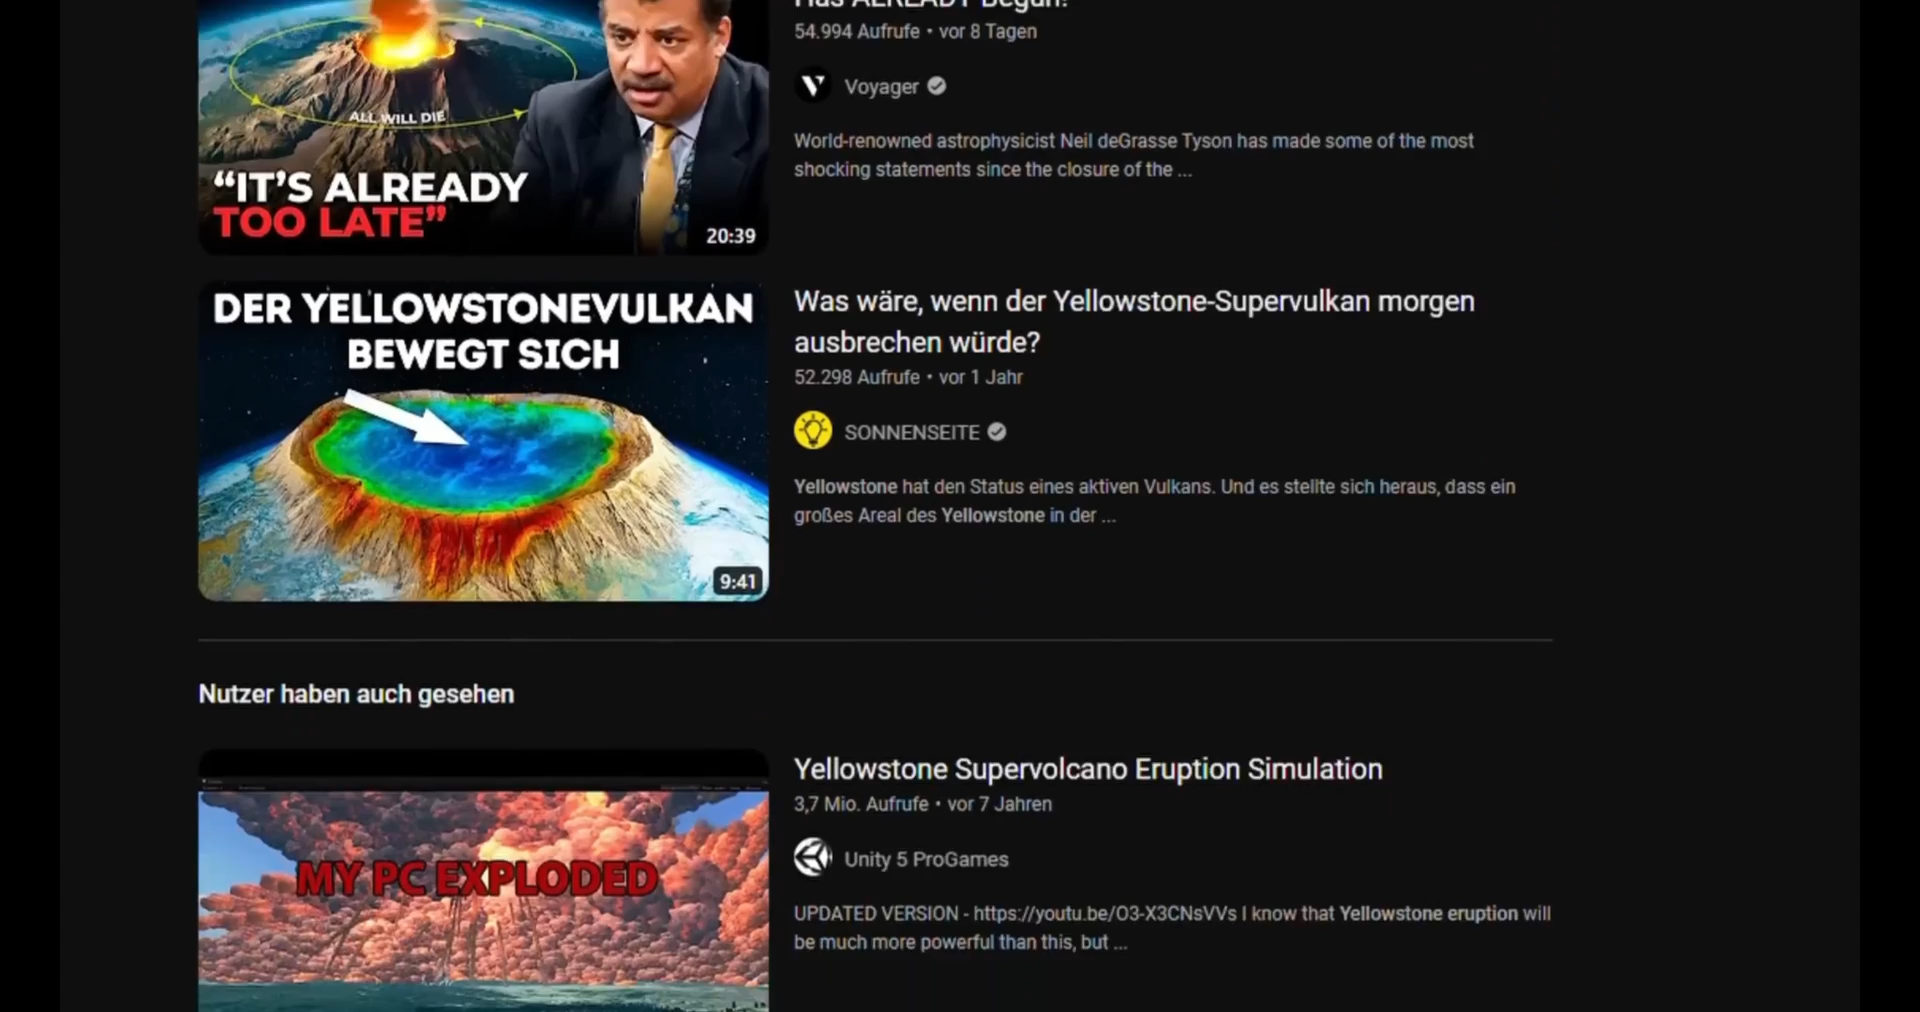 Has ALREADY Begun!
54.994 Aufrufe • vor 8 Tagen
Voyager
World-renowned astrophysicist Neil deGrasse Tyson has made some of the most
shocking statements since the closure of the ...
ALL WILL DIE
“IT’S ALREADY
TOO LATE”
20:39
DER YELLOWSTONEVULKAN
BEWEGT SICH
9:41
Was wäre, wenn der Yellowstone-Supervulkan morgen
ausbrechen würde?
52.298 Aufrufe • vor 1 Jahr
SONNENSEITE
Yellowstone hat den Status eines aktiven Vulkans. Und es stellte sich heraus, dass ein
großes Areal des Yellowstone in der ...
Nutzer haben auch gesehen
MY PC EXPLODED
Yellowstone Supervolcano Eruption Simulation
3,7 Mio. Aufrufe • vor 7 Jahren
Unity 5 ProGames
UPDATED VERSION - https://youtu.be/O3-X3CNsVVs I know that Yellowstone eruption will
be much more powerful than this, but ...